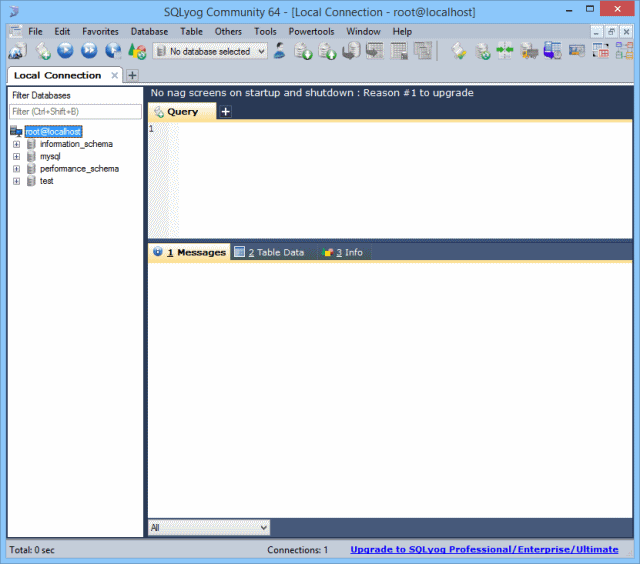 SQLyog Community 64 - [Local Connection - root@localhost]
File Edit Favorites Database Table Others Tools Powertools Window Help
No database selected
Local Connection
Filter Databases
No nag screens on startup and shutdown : Reason #1 to upgrade
Filter (Ctrl+Shift+B)
Query
root@localhost
1
information_schema
mysql
performance_schema
test
1 Messages 2 Table Data 3 Info
All
Total: 0 sec Connections: 1 Upgrade to SQLyog Professional/Enterprise/Ultimate